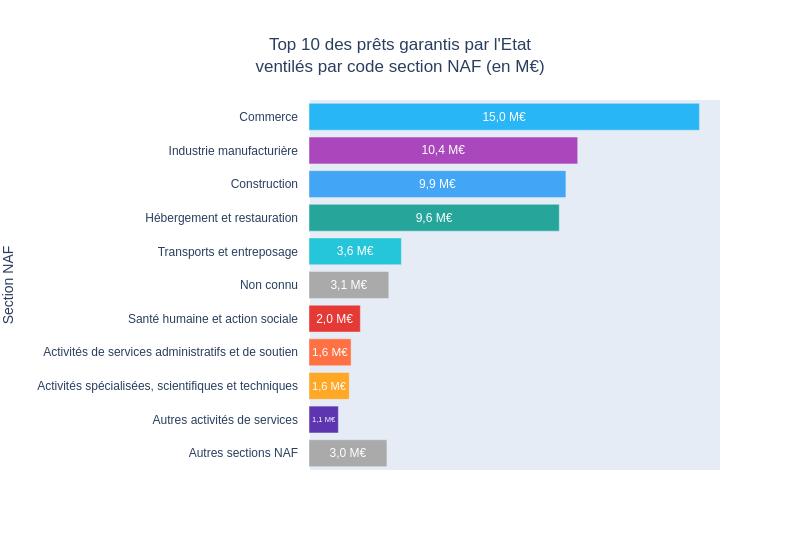 Top 10 des prêts garantis par l'Etat
ventilés par code section NAF (en M€)
Section NAF
Commerce 15,0 M€
Industrie manufacturière 10,4 M€
Construction 9,9 M€
Hébergement et restauration 9,6 M€
Transports et entreposage 3,6 M€
Non connu 3,1 M€
Santé humaine et action sociale 2,0 M€
Activités de services administratifs et de soutien 1,6 M€
Activités spécialisées, scientifiques et techniques 1,6 M€
Autres activités de services 1,1 M€
Autres sections NAF 3,0 M€